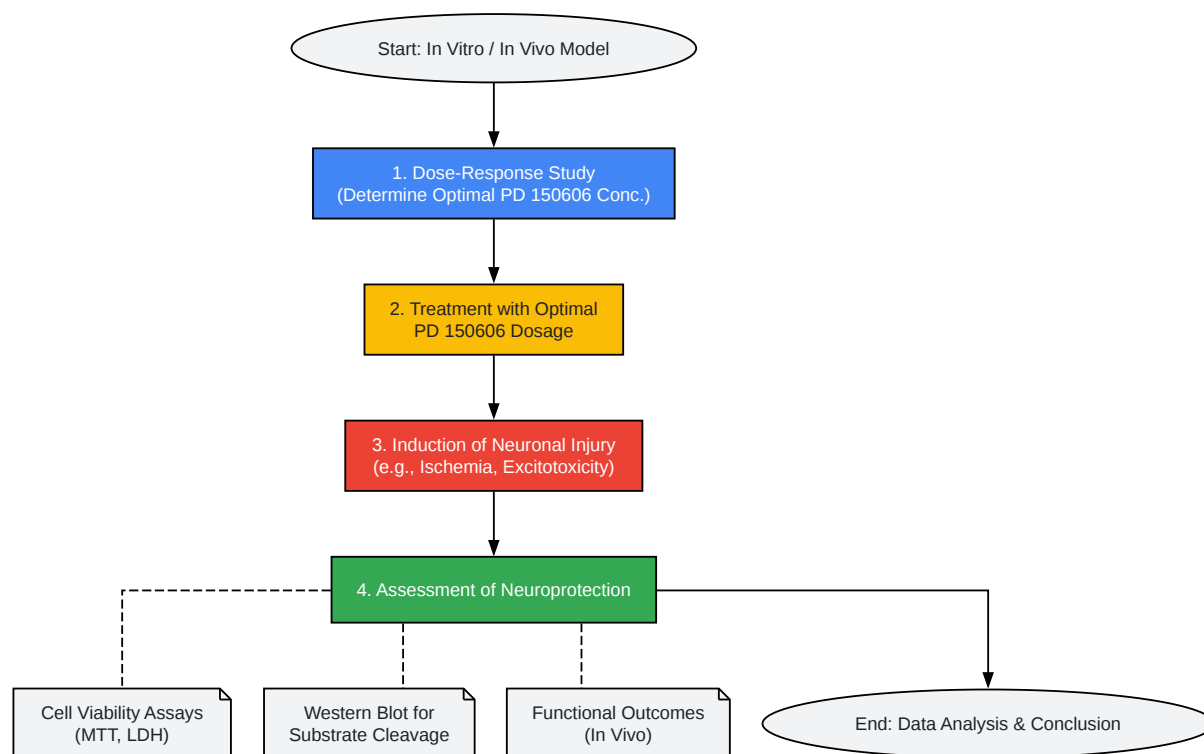 Start: In Vitro / In Vivo Model
1. Dose-Response Study
(Determine Optimal PD 150606 Conc.)
2. Treatment with Optimal
PD 150606 Dosage
3. Induction of Neuronal Injury
(e.g., Ischemia, Excitotoxicity)
4. Assessment of Neuroprotection
Cell Viability Assays
(MTT, LDH)
Western Blot for
Substrate Cleavage
Functional Outcomes
(In Vivo)
End: Data Analysis & Conclusion